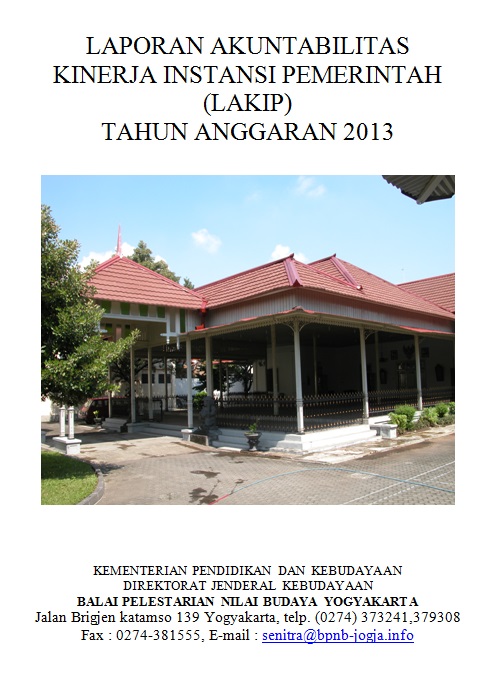 LAPORAN AKUNTABILITAS
KINERJA INSTANSI PEMERINTAH
(LAKIP)
TAHUN ANGGARAN 2013
KEMENTERIAN PENDIDIKAN DAN KEBUDAYAAN
DIREKTORAT JENDERAL KEBUDAYAAN
BALAI PELESTARIAN NILAI BUDAYA YOGYAKARTA
Jalan Brigjen katamso 139 Yogyakarta, telp. (0274) 373241,379308
Fax : 0274-381555, E-mail : senitra@bpnb-jogja.info